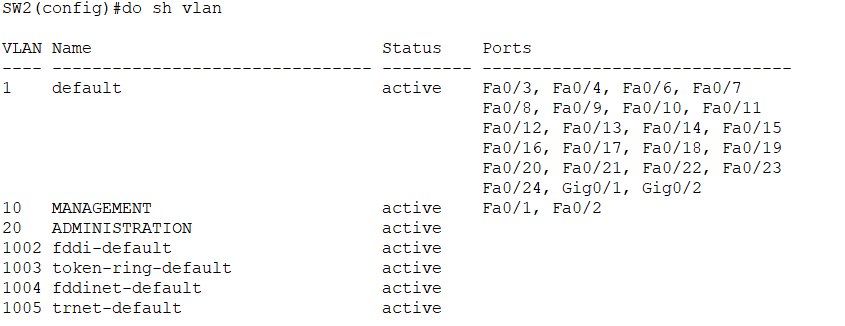 SW2(config)#do sh vlan
VLAN Name                             Status    Ports
---- -------------------------------- --------- -------------------------------
1    default                          active    Fa0/3, Fa0/4, Fa0/6, Fa0/7
                                                Fa0/8, Fa0/9, Fa0/10, Fa0/11
                                                Fa0/12, Fa0/13, Fa0/14, Fa0/15
                                                Fa0/16, Fa0/17, Fa0/18, Fa0/19
                                                Fa0/20, Fa0/21, Fa0/22, Fa0/23
                                                Fa0/24, Gig0/1, Gig0/2
10   MANAGEMENT                       active    Fa0/1, Fa0/2
20   ADMINISTRATION                   active
1002 fddi-default                     active
1003 token-ring-default               active
1004 fddinet-default                  active
1005 trnet-default                    active